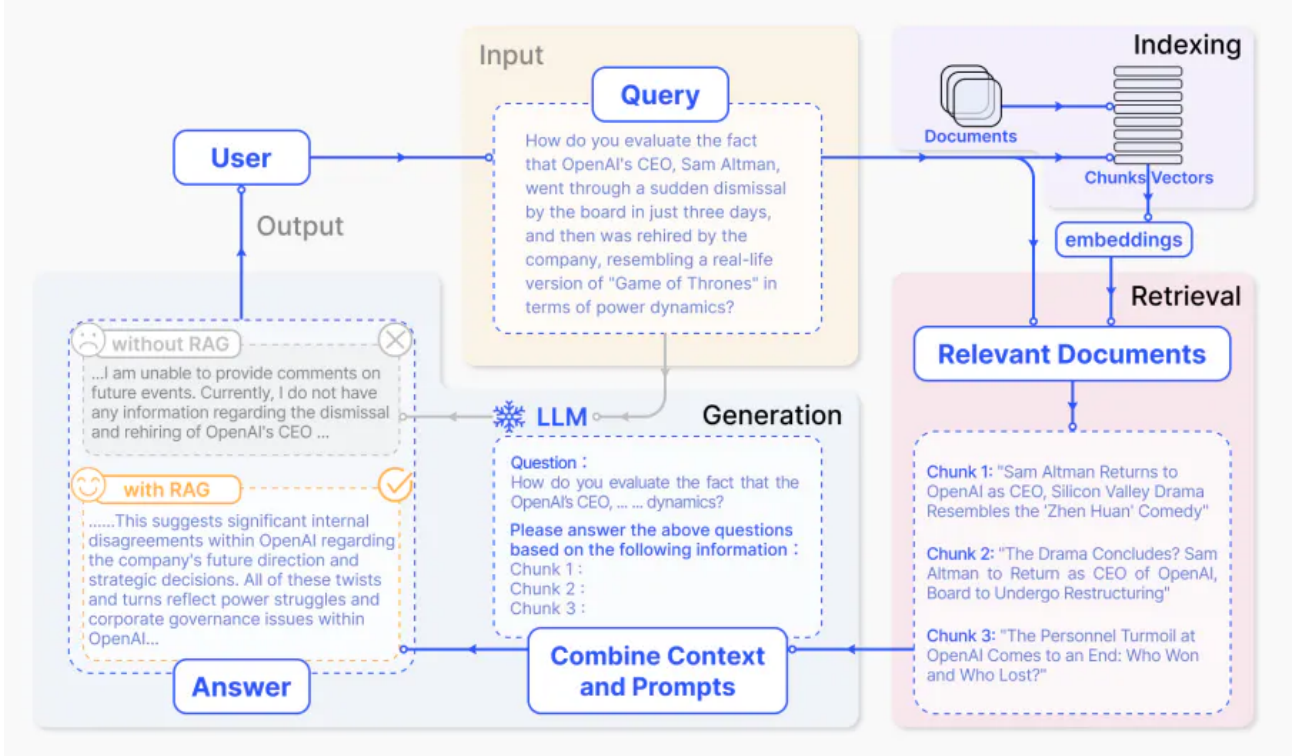 Input
Query
How do you evaluate the fact
that OpenAI's CEO, Sam Altman,
went through a sudden dismissal
by the board in just three days,
and then was rehired by the
company, resembling a real-life
version of "Game of Thrones" in
terms of power dynamics?
Indexing
Documents
Chunks Vectors
embeddings
User
Output
Retrieval
Relevant Documents
Chunk 1: "Sam Altman Returns to
OpenAI as CEO, Silicon Valley Drama
Resembles the 'Zhen Huan' Comedy"
Chunk 2: "The Drama Concludes? Sam
Altman to Return as CEO of OpenAI,
Board to Undergo Restructuring"
Chunk 3: "The Personnel Turmoil at
OpenAI Comes to an End: Who Won
and Who Lost?"
Generation
LLM
Question :
How do you evaluate the fact that the
OpenAI's CEO, ... ... dynamics?
Please answer the above questions
based on the following information :
Chunk 1 :
Chunk 2 :
Chunk 3 :
Combine Context
and Prompts
without RAG
...I am unable to provide comments on
future events. Currently, I do not have
any information regarding the dismissal
and rehiring of OpenAI's CEO ...
with RAG
......This suggests significant internal
disagreements within OpenAI regarding
the company's future direction and
strategic decisions. All of these twists
and turns reflect power struggles and
corporate governance issues within
OpenAI...
Answer